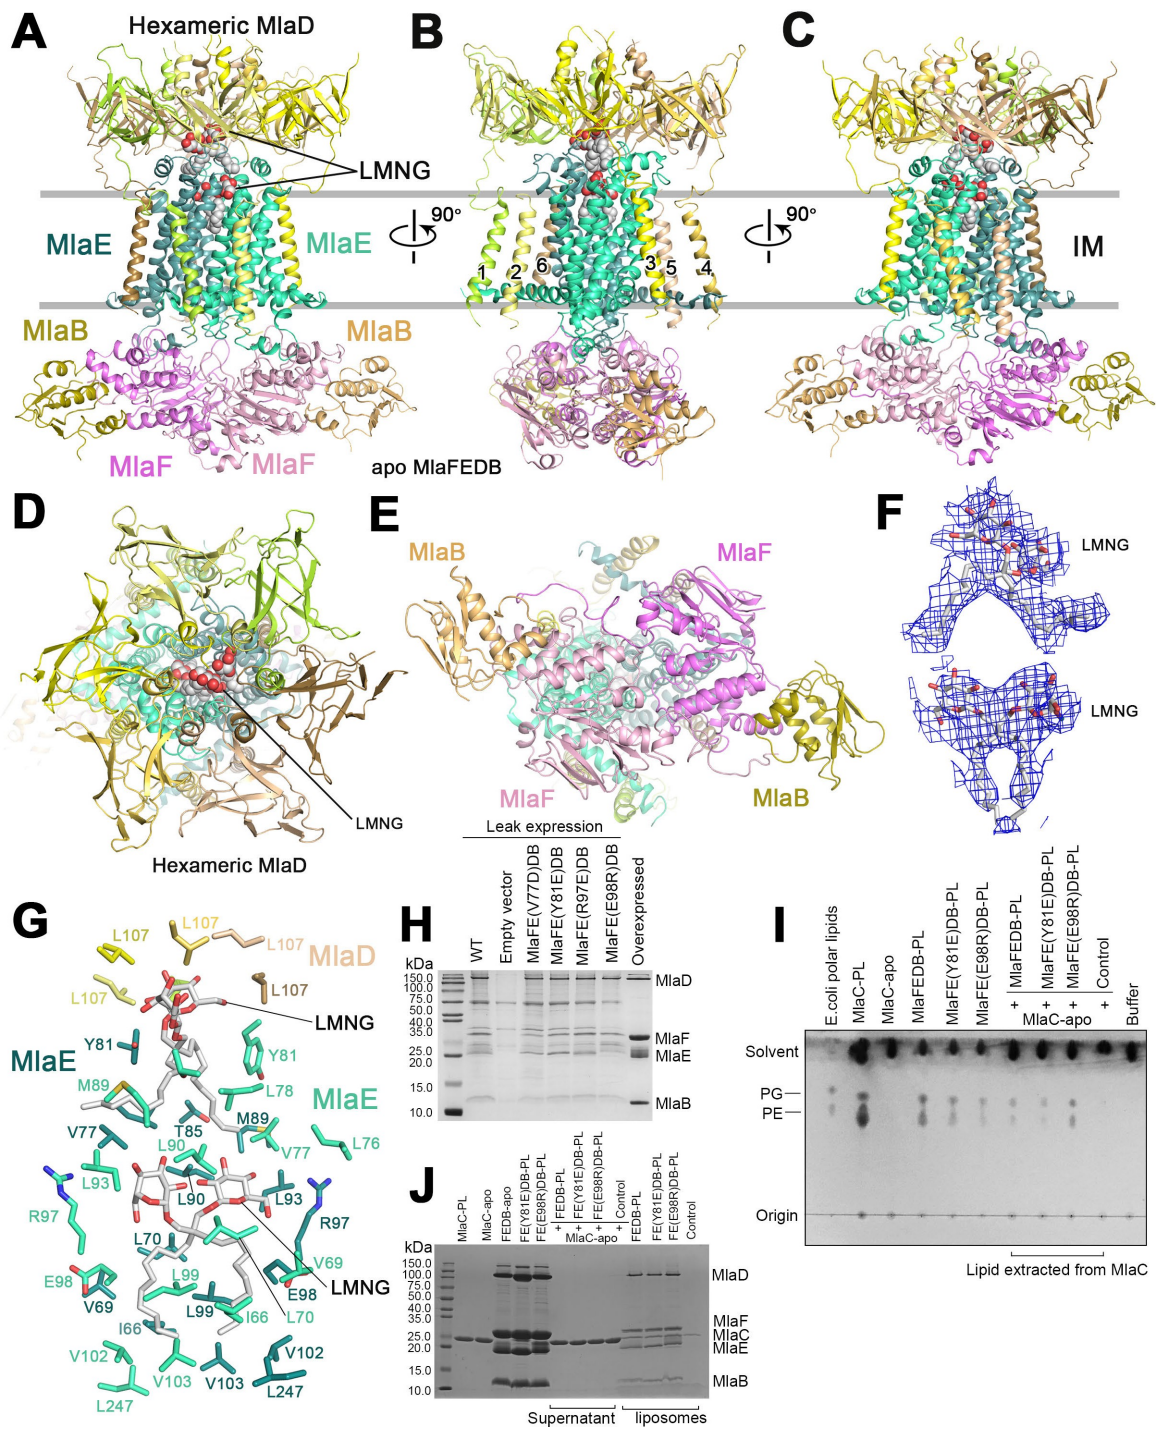 A
Hexameric MlaD
B
C
LMNG
90°
90°
MlaE
MlaE
IM
1
2
6
3
5
4
MlaB
MlaB
MlaF
MlaF
apo MlaFEDB
D
E
MlaB
MlaF
F
LMNG
LMNG
MlaF
MlaB
LMNG
Hexameric MlaD
G
L107
L107
L107
MlaD
L107
L107
LMNG
MlaE
Y81
Y81
M89
L78
MlaE
T85
M89
V77
L90
V77
L76
L93
L90
L93
R97
R97
L70
V69
E98
L99
E98
LMNG
V69
L99
I66
L70
I66
V102
V102
V103
V103
L247
L247
H
Leak expression
WT
Empty vector
MlaFE(V77D)DB
MlaFE(Y81E)DB
MlaFE(R97E)DB
MlaFE(E98R)DB
Overexpressed
kDa
150.0
100.0
75.0
50.0
40.0
35.0
25.0
20.0
15.0
10.0
MlaD
MlaF
MlaE
MlaB
I
E.coli polar lipids
MlaC-PL
MlaC-apo
MlaFEDB-PL
MlaFE(Y81E)DB-PL
MlaFE(E98R)DB-PL
+ MlaFEDB-PL
+ MlaFE(Y81E)DB-PL
+ MlaFE(E98R)DB-PL
+ Control
MlaC-apo
Buffer
Solvent
PG
PE
Origin
Lipid extracted from MlaC
J
MlaC-PL
MlaC-apo
FEDB-apo
FE(Y81E)DB-PL
FE(E98R)DB-PL
+ FEDB-PL
+ FE(Y81E)DB-PL
+ FE(E98R)DB-PL
+ Control
MlaC-apo
FEDB-PL
FE(Y81E)DB-PL
FE(E98R)DB-PL
Control
kDa
150.0
100.0
75.0
50.0
40.0
35.0
25.0
20.0
15.0
10.0
MlaD
MlaF
MlaC
MlaE
MlaB
Supernatant
liposomes